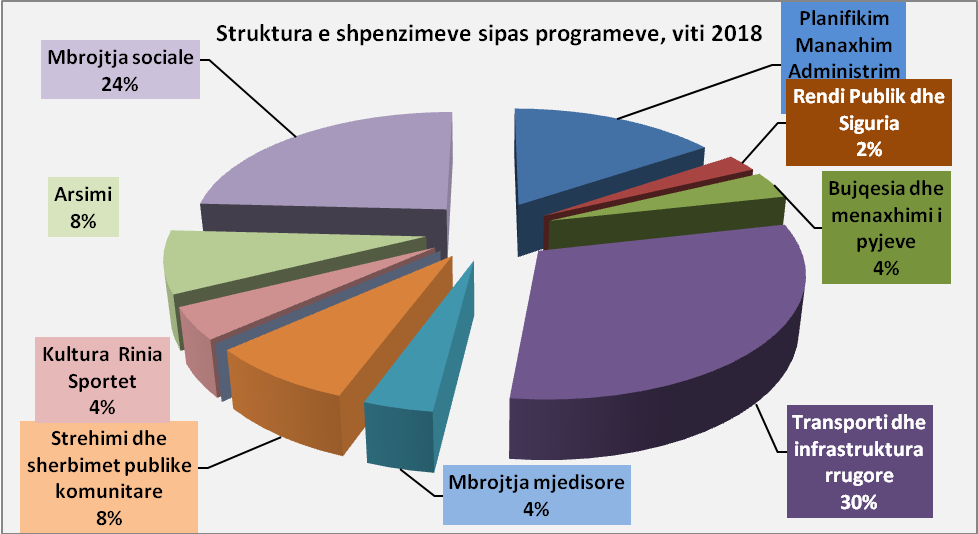 Struktura e shpenzimeve sipas programeve, viti 2018
Planifikim
Manaxhim
Administrim
Rendi Publik dhe
Siguria
2%
Bujqesia dhe
menaxhimi i
pyjeve
4%
Transporti dhe
infrastruktura
rrugore
30%
Mbrojtja mjedisore
4%
Strehimi dhe
sherbimet publike
komunitare
8%
Kultura Rinia
Sportet
4%
Arsimi
8%
Mbrojtja sociale
24%